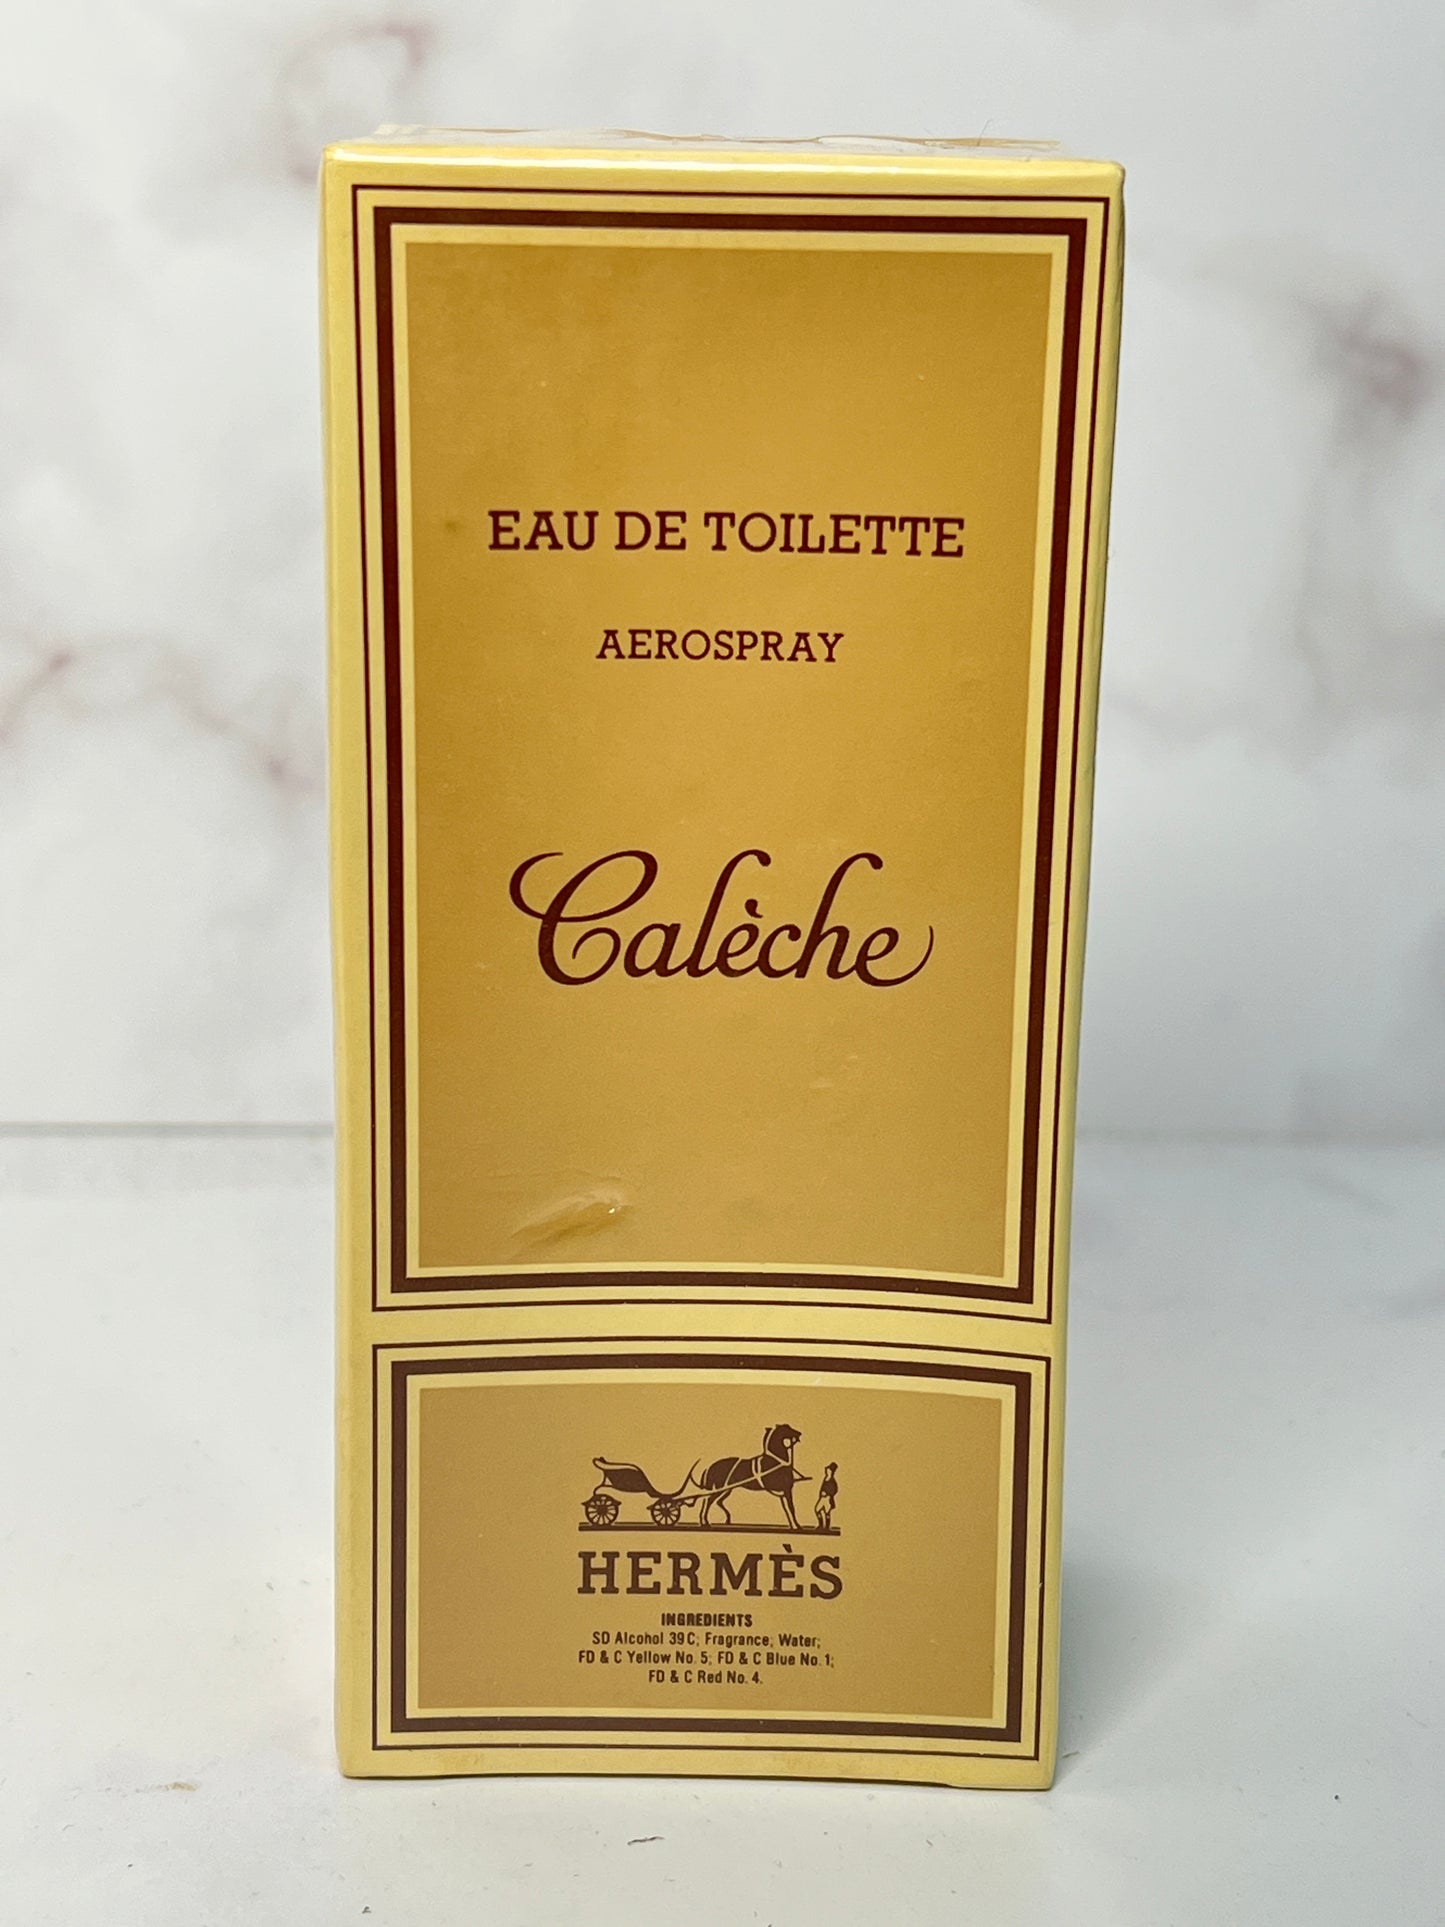 EAU DE TOILETTE
AEROSPRAY
Calèche
HERMÈS
INGREDIENTS
SD Alcohol 39C; Fragrance; Water;
FD & C Yellow No. 5; FD & C Blue No. 1;
FD & C Red No. 4.